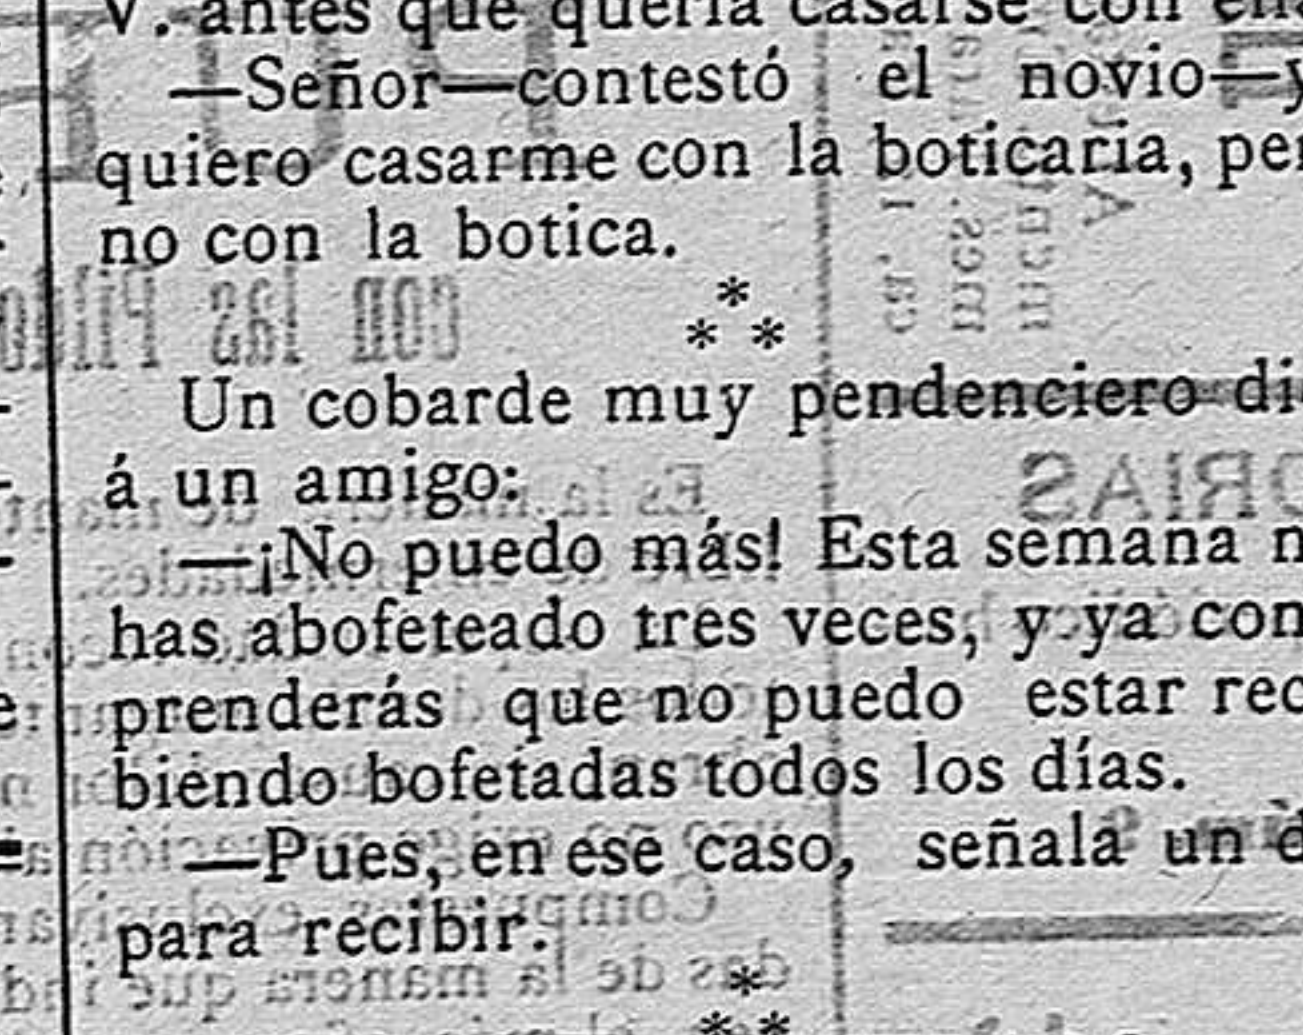 V. antes que quería casarse con
—Señor—contestó el novio—y
quiero casarme con la boticaria, per
no con la botica.
*
* *
Un cobarde muy pendenciero di
á un amigo:
—¡No puedo más! Esta semana m
has abofeteado tres veces, y ya com
prenderás que no puedo estar rec
biendo bofetadas todos los días.
—Pues, en ese caso, señala un d
para recibir.
*
* *